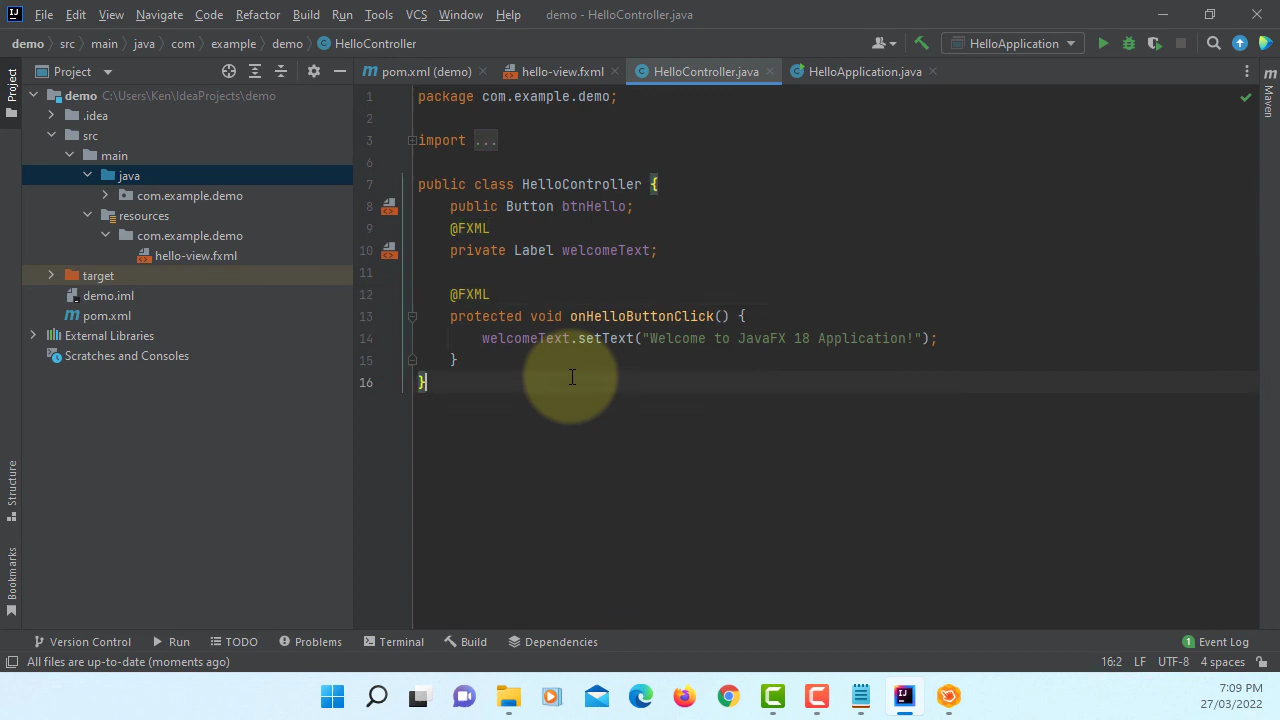 File Edit View Navigate Code Refactor Build Run Tools VCS Window Help demo - HelloController.java
demo src main java com example demo HelloController HelloApplication
Project
Project
pom.xml (demo) hello-view.fxml HelloController.java HelloApplication.java
Maven
demo C:\Users\Ken\IdeaProjects\demo
.idea
src
main
java
com.example.demo
resources
com.example.demo
hello-view.fxml
target
demo.iml
pom.xml
External Libraries
Scratches and Consoles
1 package com.example.demo;
2
3 import ...
6
7 public class HelloController {
8 public Button btnHello;
9 @FXML
10 private Label welcomeText;
11
12 @FXML
13 protected void onHelloButtonClick() {
14 welcomeText.setText("Welcome to JavaFX 18 Application!");
15 }
16 }
Structure
Bookmarks
Version Control Run TODO Problems Terminal Build Dependencies 1 Event Log
All files are up-to-date (moments ago) 16:2 LF UTF-8 4 spaces
7:09 PM
27/03/2022